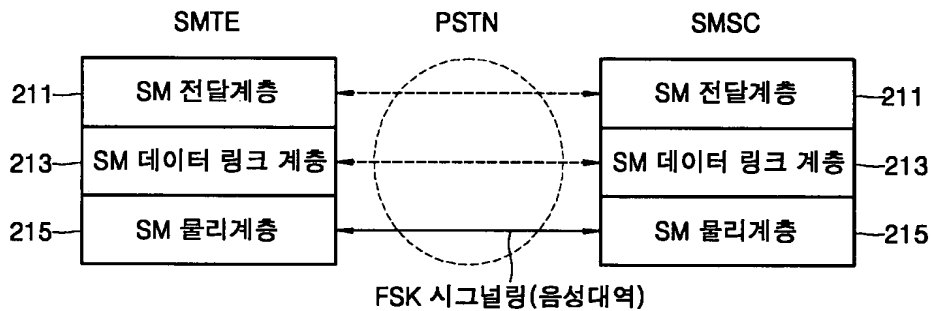 SMTE PSTN SMSC
211 SM 전달계층 SM 전달계층 211
213 SM 데이터 링크 계층 SM 데이터 링크 계층 213
215 SM 물리계층 SM 물리계층 215
FSK 시그널링(음성대역)